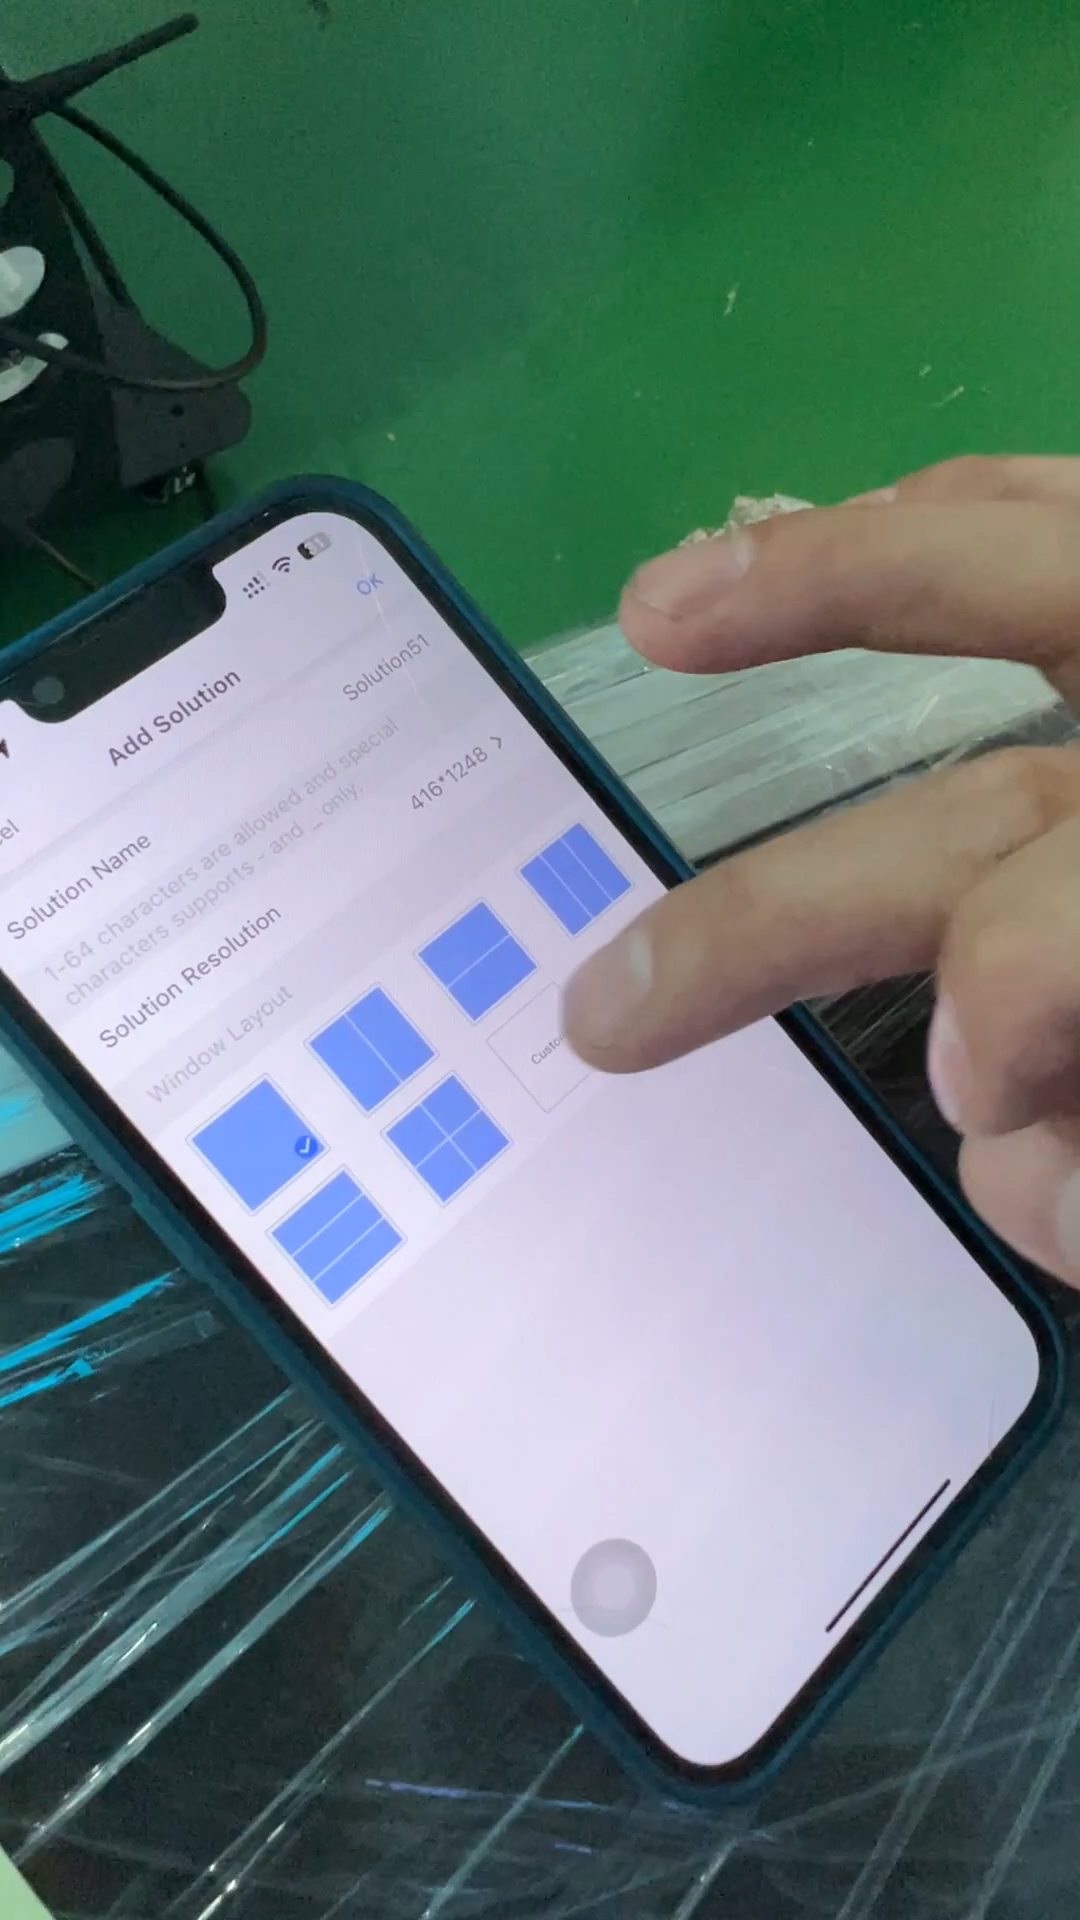 31
OK
Add Solution
Solution Name
Solution51
1-64 characters are allowed and special
characters supports - and _ only.
Solution Resolution
416*1248 >
Window Layout